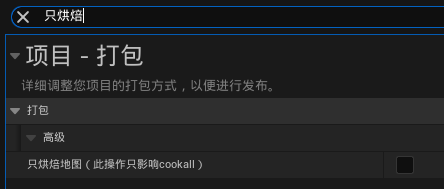 只烘焙
项目 - 打包
详细调整您项目的打包方式，以便进行发布。
打包
高级
只烘焙地图（此操作只影响cookall）